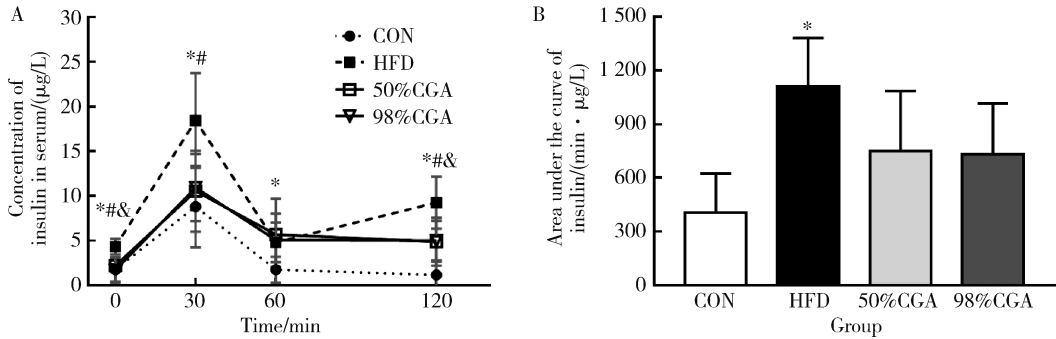 A
Concentration of
insulin in serum/(μg/L)
30
25
20
15
10
5
0
*#&
*#
*
*#&
CON
HFD
50%CGA
98%CGA
0
30
60
120
Time/min
B
Area under the curve of
insulin/(min・μg/L)
1 500
1 200
900
600
300
0
*
CON
HFD
50%CGA
98%CGA
Group